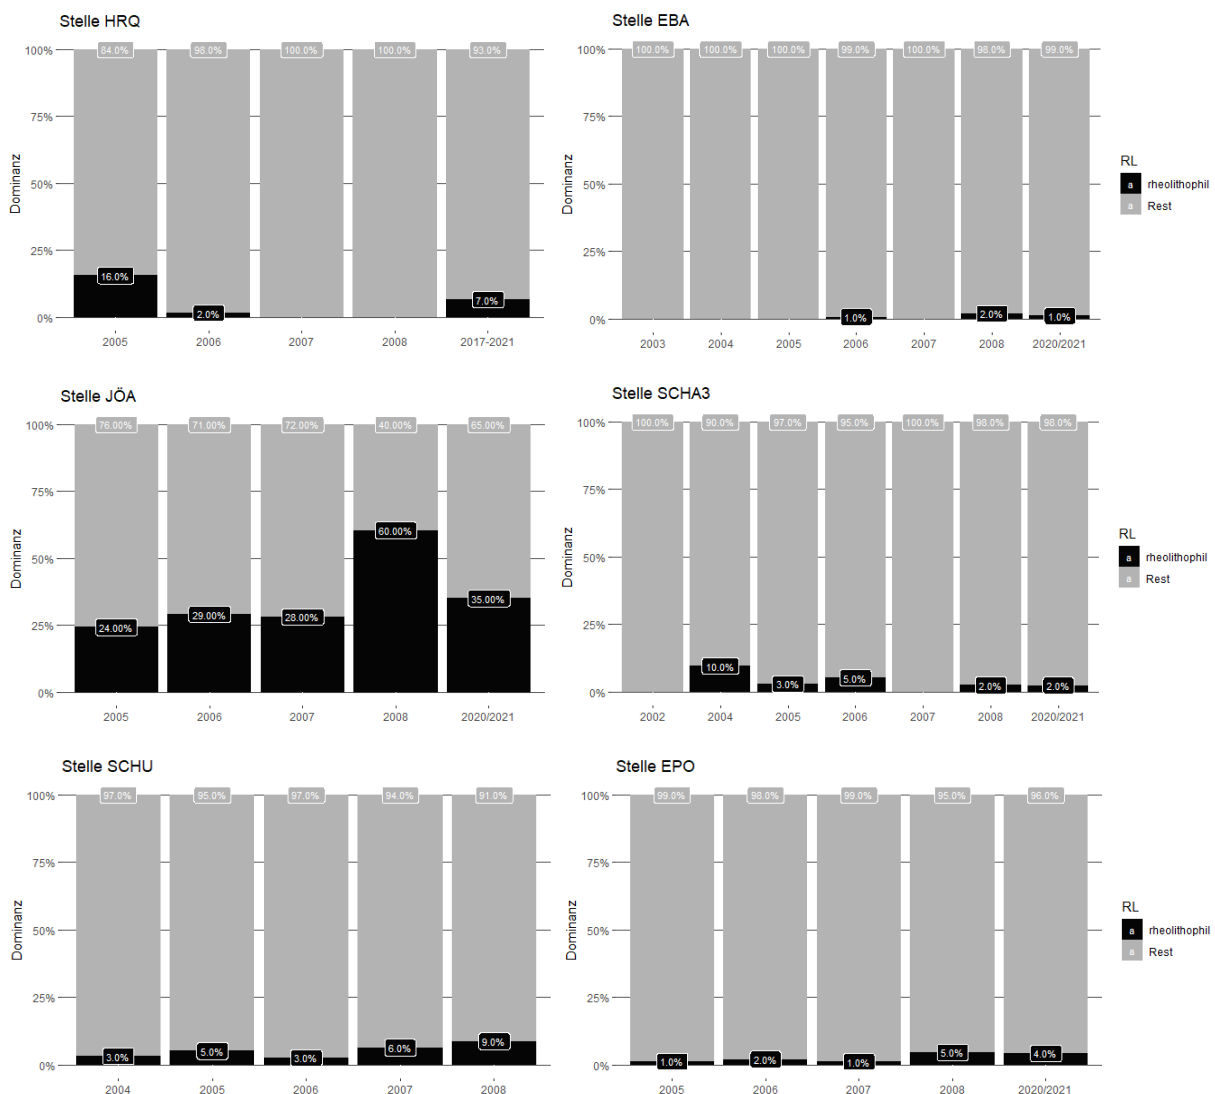 Stelle HRQ
84.0% 98.0% 100.0% 100.0% 93.0%
100%
75%
50%
25%
0%
Dominanz
16.0% 2.0% 7.0%
2005 2006 2007 2008 2017-2021
Stelle EBA
100.0% 100.0% 100.0% 99.0% 100.0% 98.0% 99.0%
100%
75%
50%
25%
0%
Dominanz
1.0% 2.0% 1.0%
2003 2004 2005 2006 2007 2008 2020/2021
RL
a rheolithophil
a Rest
Stelle JÖA
76.00% 71.00% 72.00% 40.00% 65.00%
100%
75%
50%
25%
0%
Dominanz
24.00% 29.00% 28.00% 60.00% 35.00%
2005 2006 2007 2008 2020/2021
Stelle SCHA3
100.0% 90.0% 97.0% 95.0% 100.0% 98.0% 98.0%
100%
75%
50%
25%
0%
Dominanz
10.0% 3.0% 5.0% 2.0% 2.0%
2002 2004 2005 2006 2007 2008 2020/2021
RL
a rheolithophil
a Rest
Stelle SCHU
97.0% 95.0% 97.0% 94.0% 91.0%
100%
75%
50%
25%
0%
Dominanz
3.0% 5.0% 3.0% 6.0% 9.0%
2004 2005 2006 2007 2008
Stelle EPO
99.0% 98.0% 99.0% 95.0% 96.0%
100%
75%
50%
25%
0%
Dominanz
1.0% 2.0% 1.0% 5.0% 4.0%
2005 2006 2007 2008 2020/2021
RL
a rheolithophil
a Rest